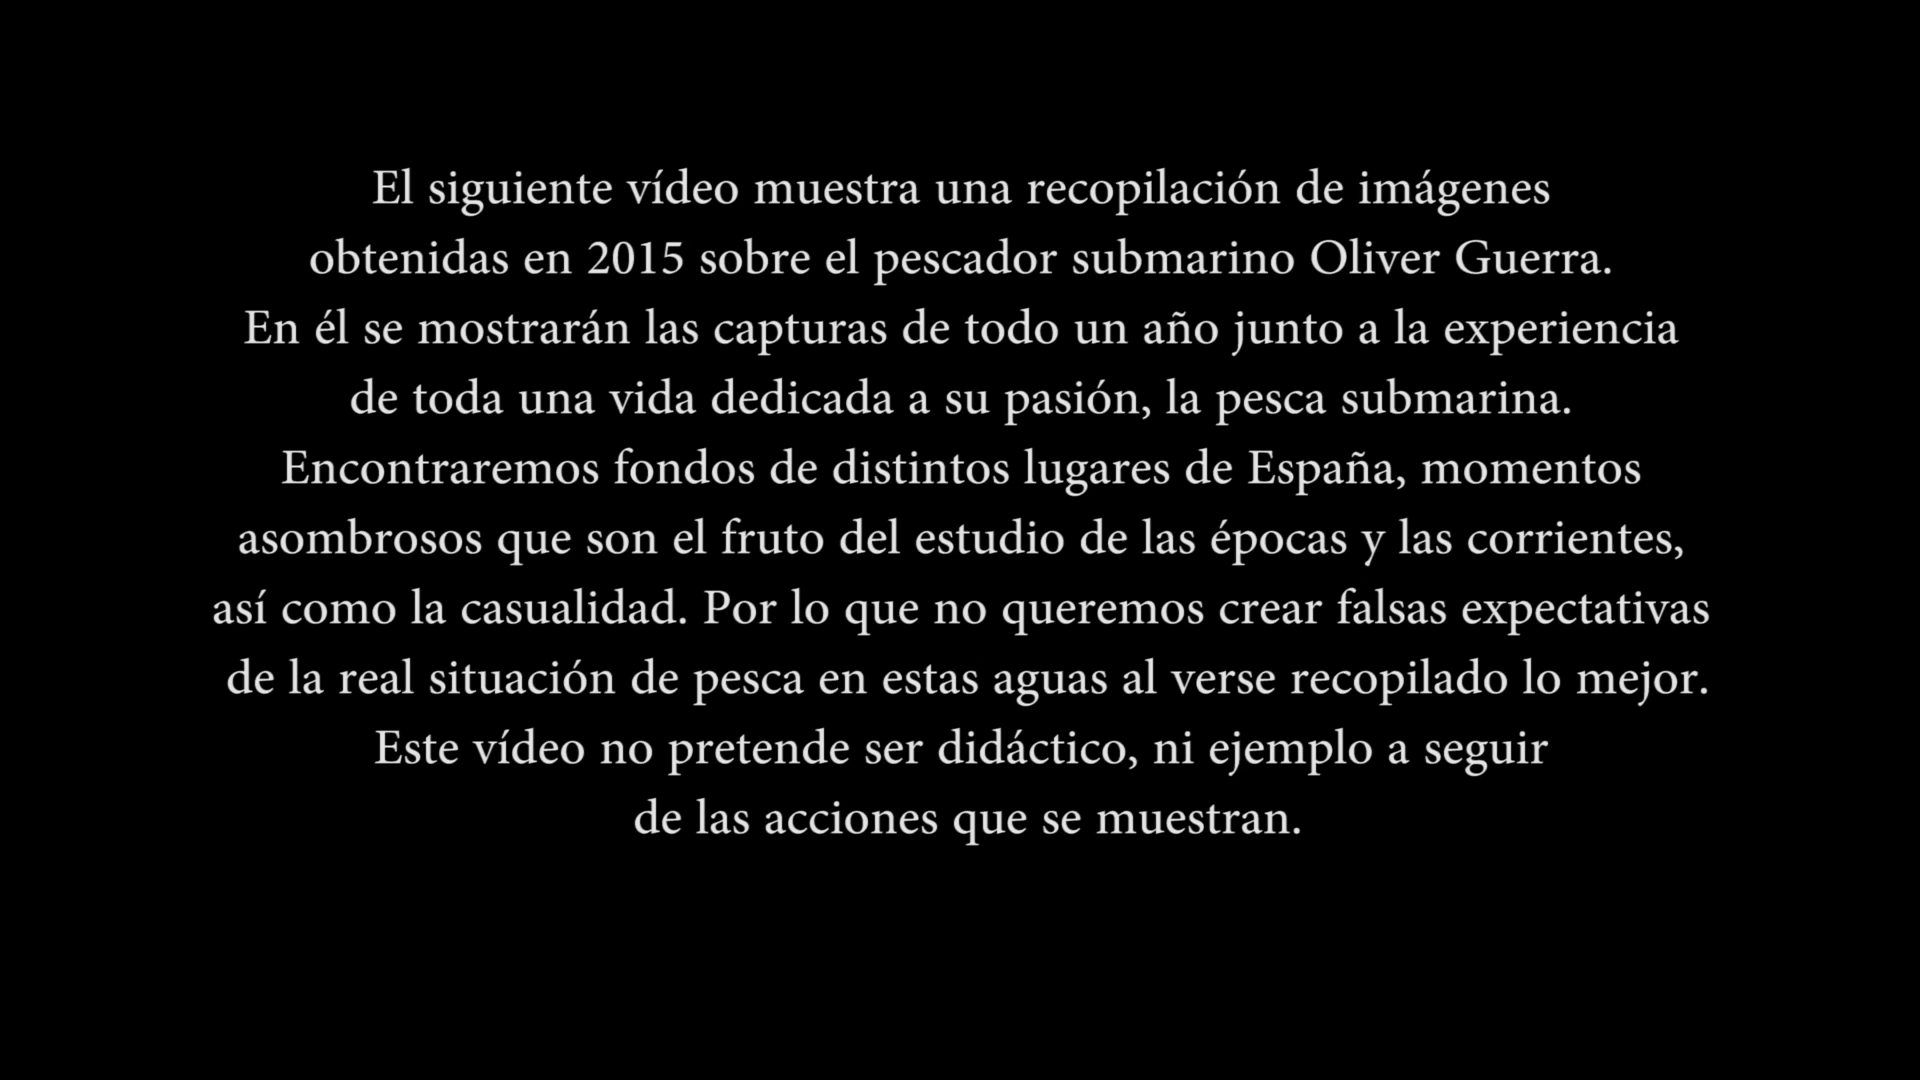 El siguiente vídeo muestra una recopilación de imágenes
obtenidas en 2015 sobre el pescador submarino Oliver Guerra.
En él se mostrarán las capturas de todo un año junto a la experiencia
de toda una vida dedicada a su pasión, la pesca submarina.
Encontraremos fondos de distintos lugares de España, momentos
asombrosos que son el fruto del estudio de las épocas y las corrientes,
así como la casualidad. Por lo que no queremos crear falsas expectativas
de la real situación de pesca en estas aguas al verse recopilado lo mejor.
Este vídeo no pretende ser didáctico, ni ejemplo a seguir
de las acciones que se muestran.